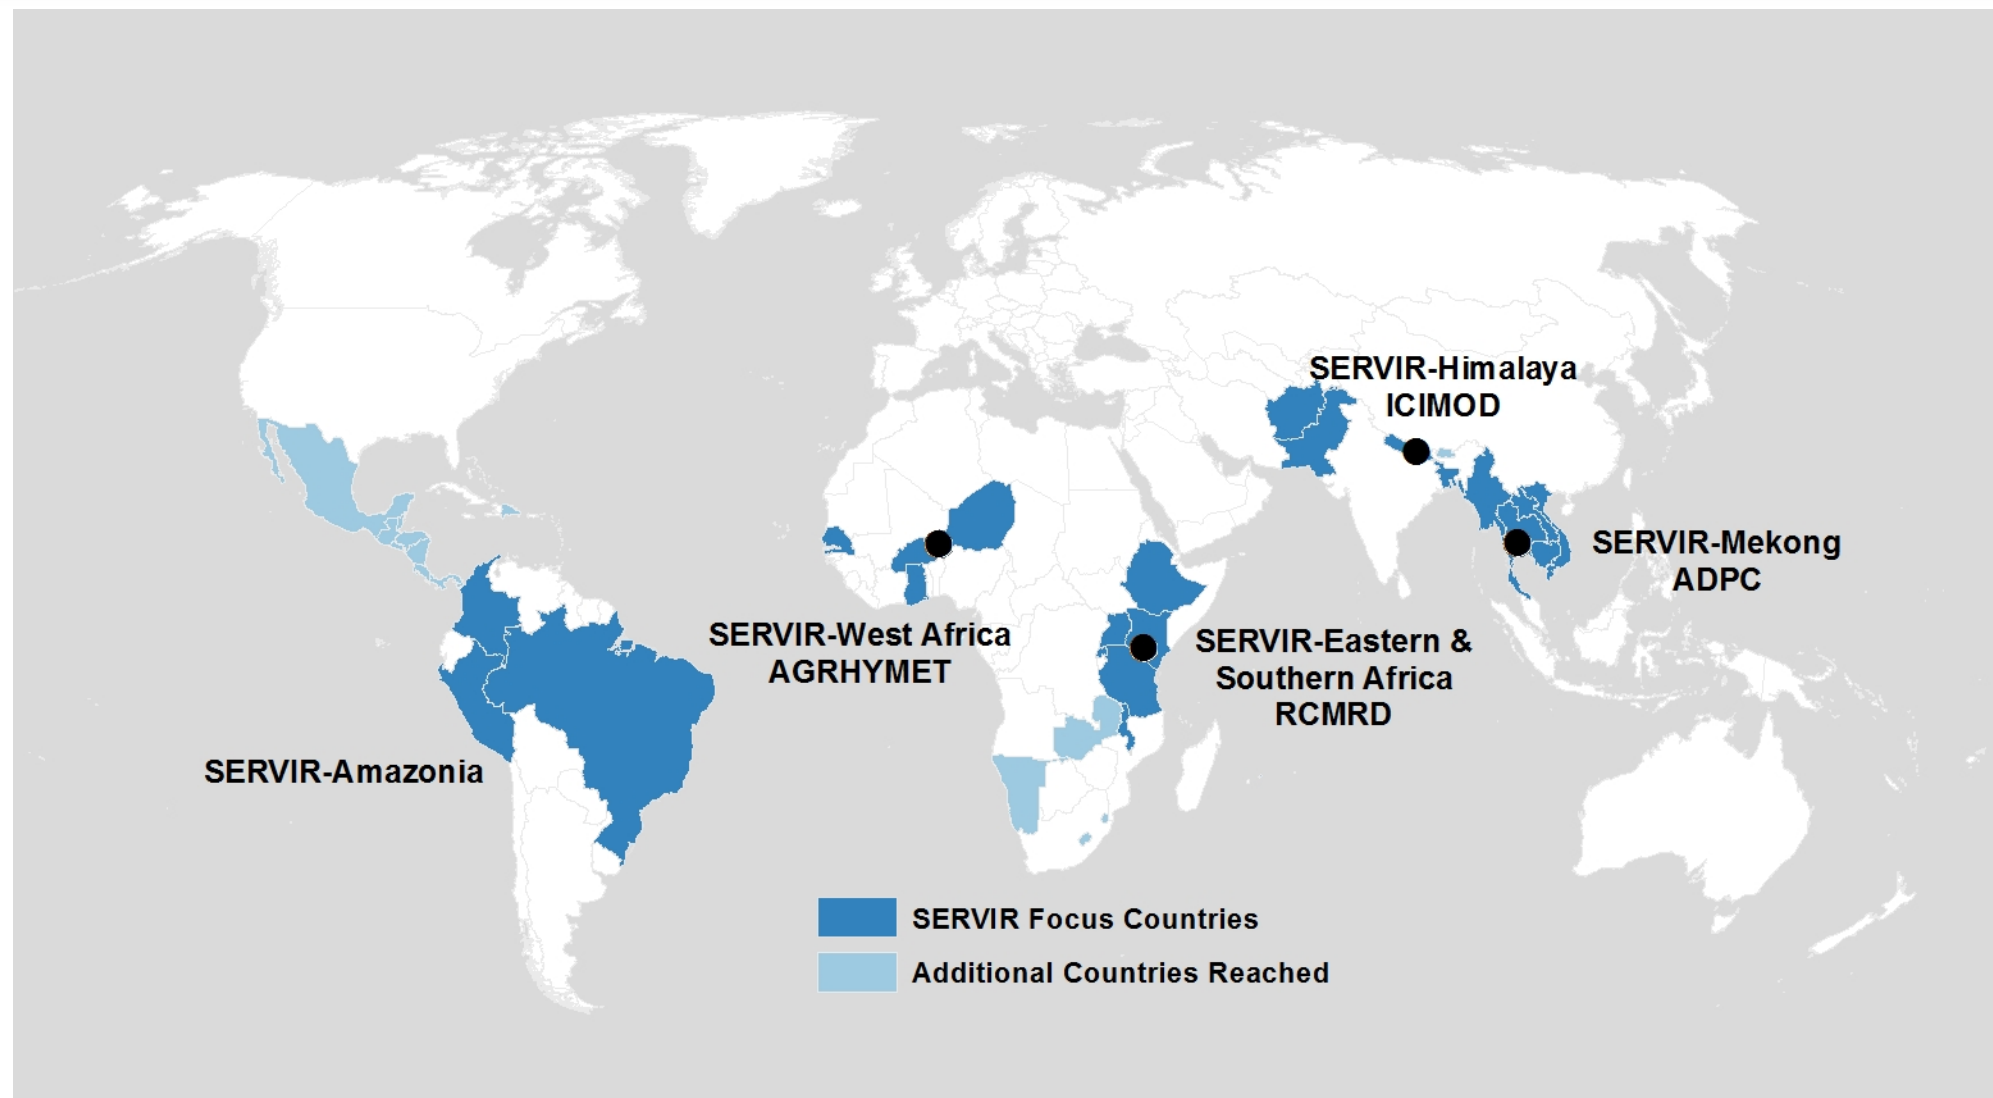 SERVIR-Himalaya
ICIMOD
SERVIR-Mekong
ADPC
SERVIR-West Africa
AGRHYMET
SERVIR-Eastern &
Southern Africa
RCMRD
SERVIR-Amazonia
SERVIR Focus Countries
Additional Countries Reached